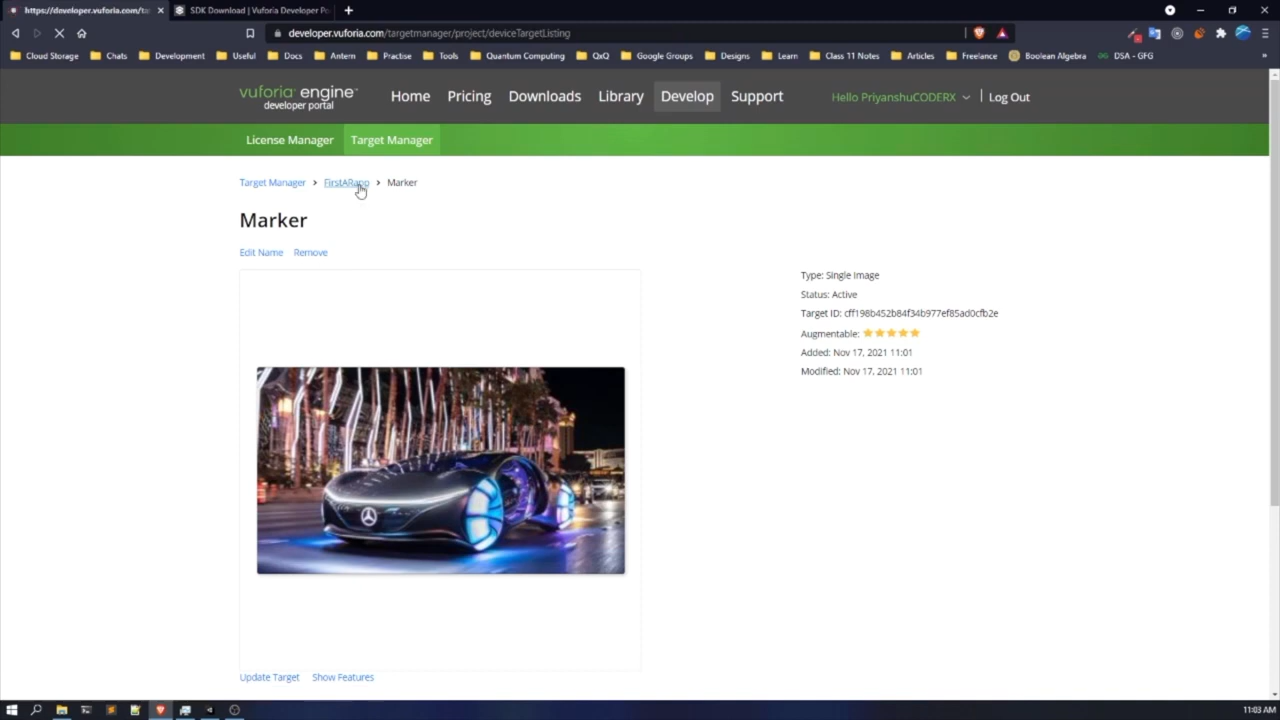 https://developer.vuforia.com/ta
SDK Download | Vuforia Developer Po
developer.vuforia.com/targetmanager/project/deviceTargetListing
Cloud Storage Chats Development Useful Docs Antern Practise Tools Quantum Computing QxQ Google Groups Designs Learn Class 11 Notes Articles Freelance Boolean Algebra DSA - GFG
vuforia engine™
developer portal
Home Pricing Downloads Library Develop Support
Hello PriyanshuCODERX | Log Out
License Manager Target Manager
Target Manager > FirstARapp > Marker
Marker
Edit Name Remove
Type: Single Image
Status: Active
Target ID: cff198b452b84f34b977ef85ad0cfb2e
Augmentable:
Added: Nov 17, 2021 11:01
Modified: Nov 17, 2021 11:01
Update Target Show Features
11:03 AM